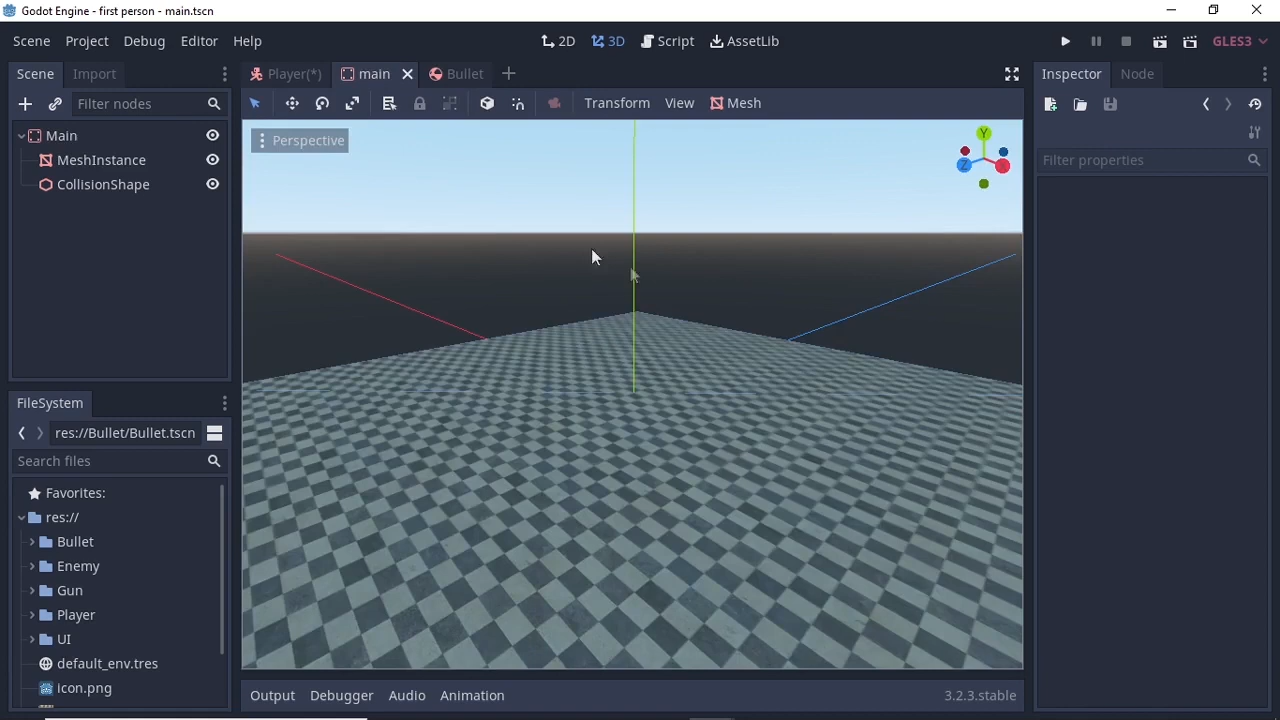 Godot Engine - first person - main.tscn
Scene Project Debug Editor Help
2D 3D Script AssetLib
GLES3
Scene Import
Player(*) main Bullet
Inspector Node
Filter nodes
Transform View Mesh
Main
MeshInstance
CollisionShape
Perspective
Y
Z
X
Filter properties
FileSystem
res://Bullet/Bullet.tscn
Search files
Favorites:
res://
Bullet
Enemy
Gun
Player
UI
default_env.tres
icon.png
Output Debugger Audio Animation
3.2.3.stable